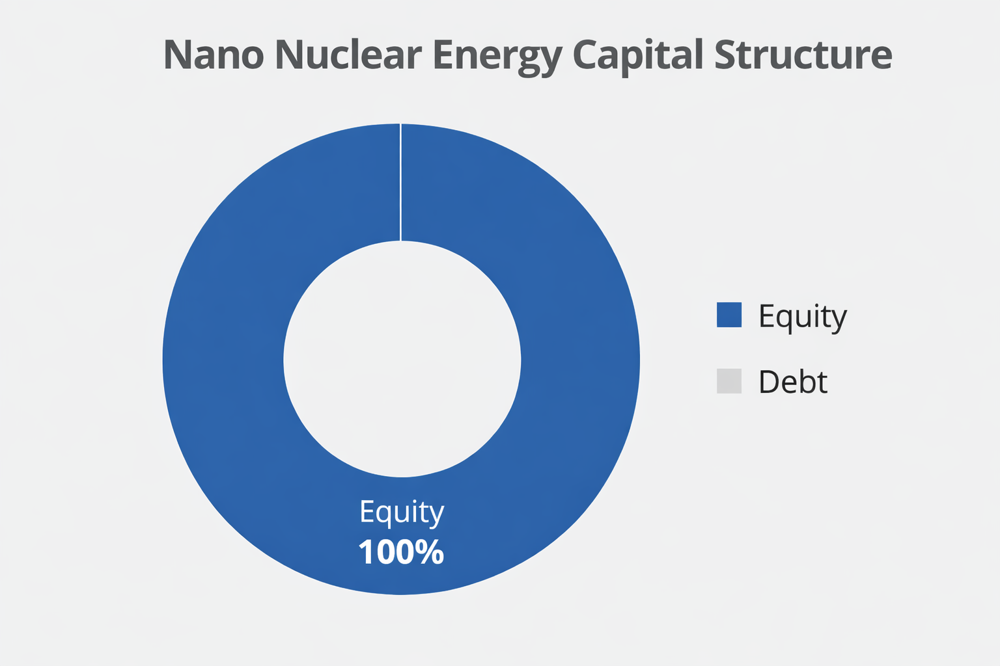 Nano Nuclear Energy Capital Structure
Equity
100%
Equity
Debt